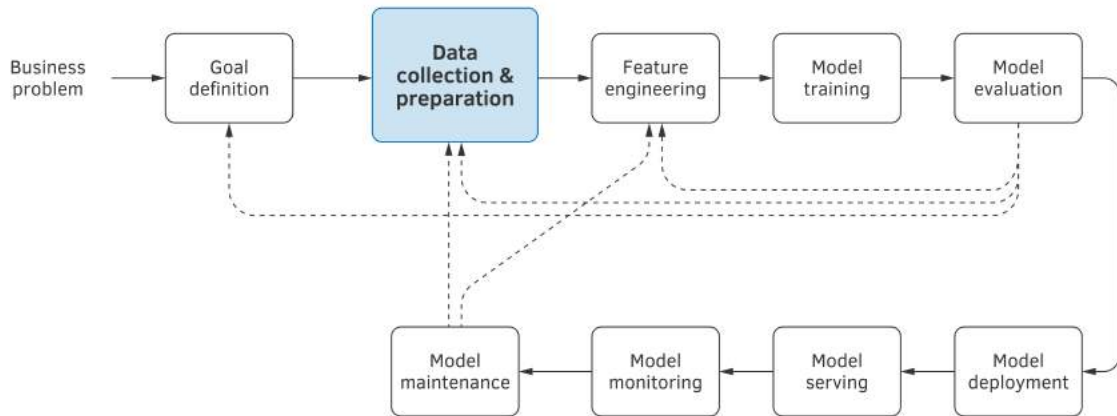 Business
problem
Goal
definition
Data
collection &
preparation
Feature
engineering
Model
training
Model
evaluation
Model
maintenance
Model
monitoring
Model
serving
Model
deployment